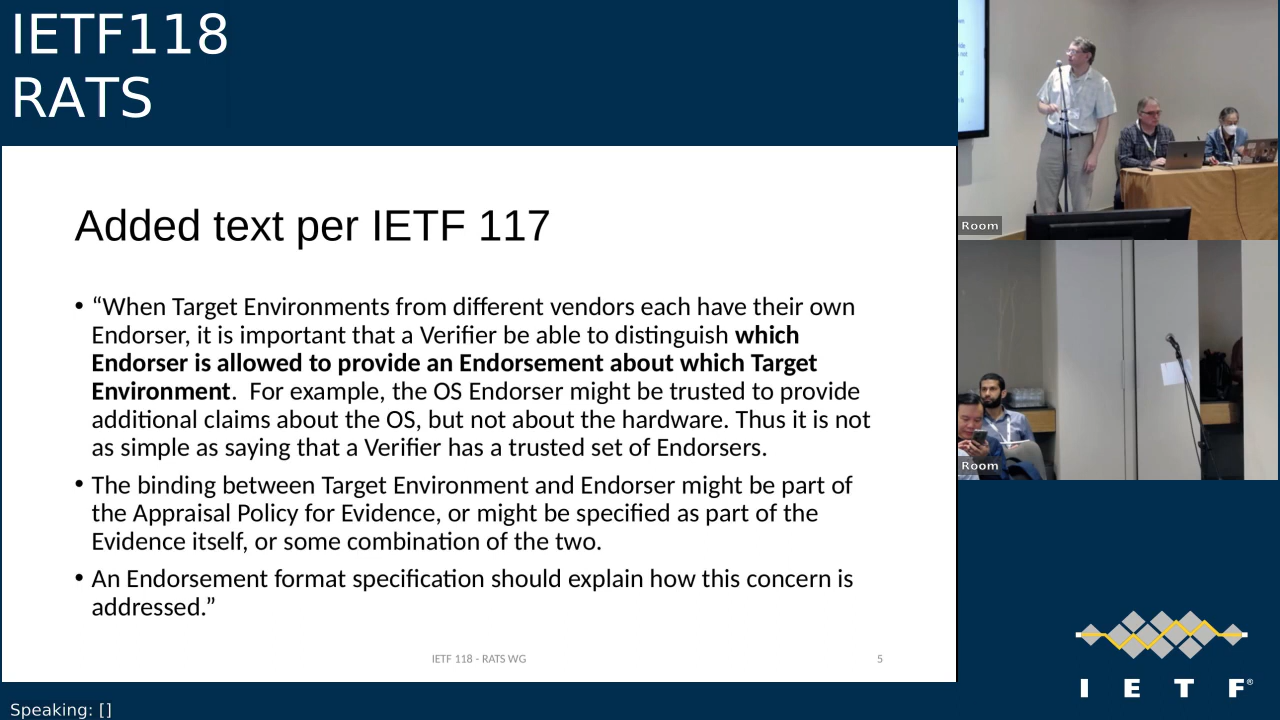 IETF118
RATS
Added text per IETF 117
• “When Target Environments from different vendors each have their own
Endorser, it is important that a Verifier be able to distinguish which
Endorser is allowed to provide an Endorsement about which Target
Environment.  For example, the OS Endorser might be trusted to provide
additional claims about the OS, but not about the hardware. Thus it is not
as simple as saying that a Verifier has a trusted set of Endorsers.
• The binding between Target Environment and Endorser might be part of
the Appraisal Policy for Evidence, or might be specified as part of the
Evidence itself, or some combination of the two.
• An Endorsement format specification should explain how this concern is
addressed.”
IETF 118 - RATS WG
5
Room
Room
I E T F®
Speaking: []